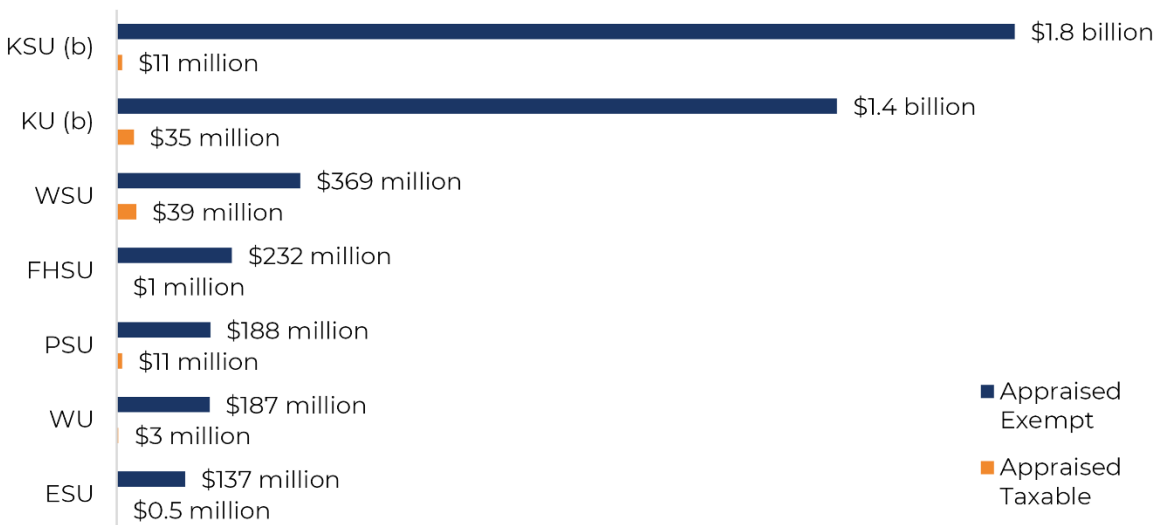 KSU (b)
$1.8 billion
$11 million
KU (b)
$1.4 billion
$35 million
WSU
$369 million
$39 million
FHSU
$232 million
$1 million
PSU
$188 million
$11 million
WU
$187 million
$3 million
ESU
$137 million
$0.5 million
Appraised
Exempt
Appraised
Taxable